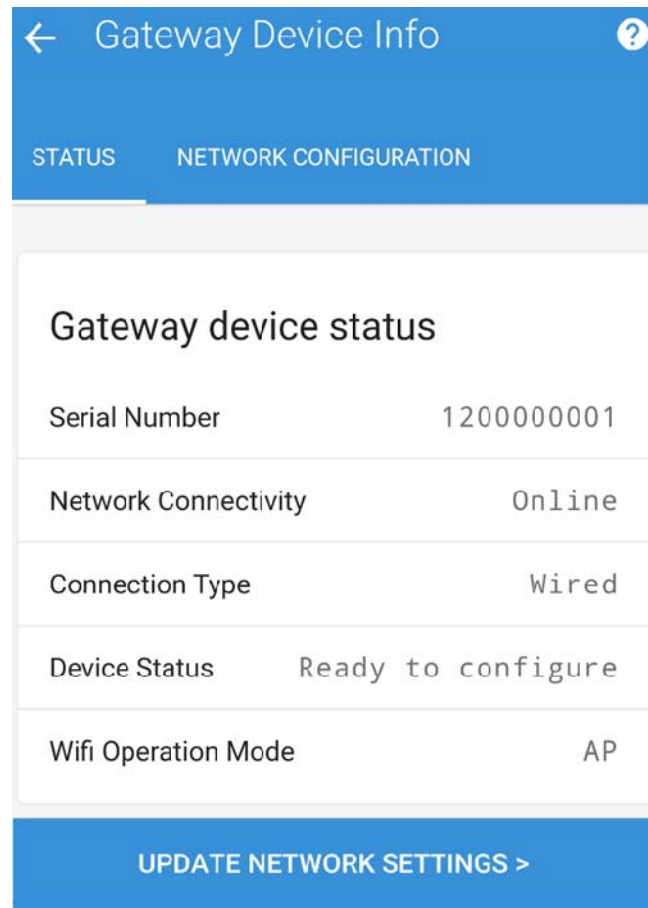 Gateway Device Info ?
STATUS NETWORK CONFIGURATION
Gateway device status
Serial Number 1200000001
Network Connectivity Online
Connection Type Wired
Device Status Ready to configure
Wifi Operation Mode AP
UPDATE NETWORK SETTINGS >